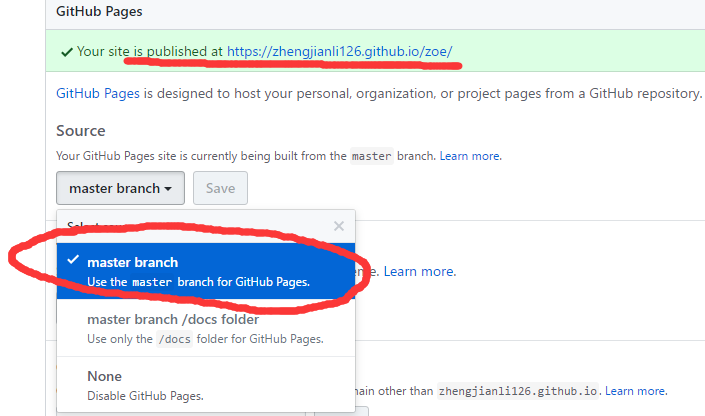 GitHub Pages
Your site is published at https://zhengjianli126.github.io/zoe/
GitHub Pages is designed to host your personal, organization, or project pages from a GitHub repository.
Source
Your GitHub Pages site is currently being built from the master branch. Learn more.
master branch Save
Select
master branch
Use the master branch for GitHub Pages.
Learn more.
master branch /docs folder
Use only the /docs folder for GitHub Pages.
None
Disable GitHub Pages.
main other than zhengjianli126.github.io. Learn more.